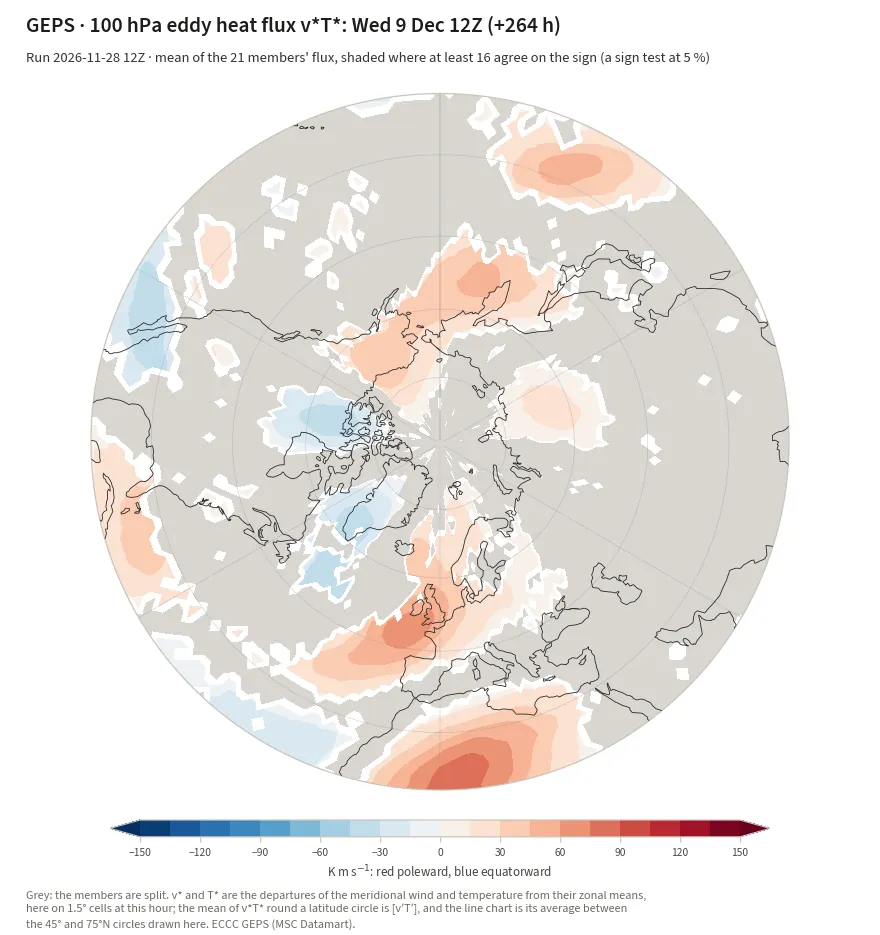 GEPS · 100 hPa eddy heat flux v*T*: Wed 9 Dec 12Z (+264 h)
Run 2026-11-28 12Z · mean of the 21 members' flux, shaded where at least 16 agree on the sign (a sign test at 5 %)
−150 −120 −90 −60 −30 0 30 60 90 120 150
K m s⁻¹: red poleward, blue equatorward
Grey: the members are split. v* and T* are the departures of the meridional wind and temperature from their zonal means,
here on 1.5° cells at this hour; the mean of v*T* round a latitude circle is [v′T′], and the line chart is its average between
the 45° and 75°N circles drawn here. ECCC GEPS (MSC Datamart).